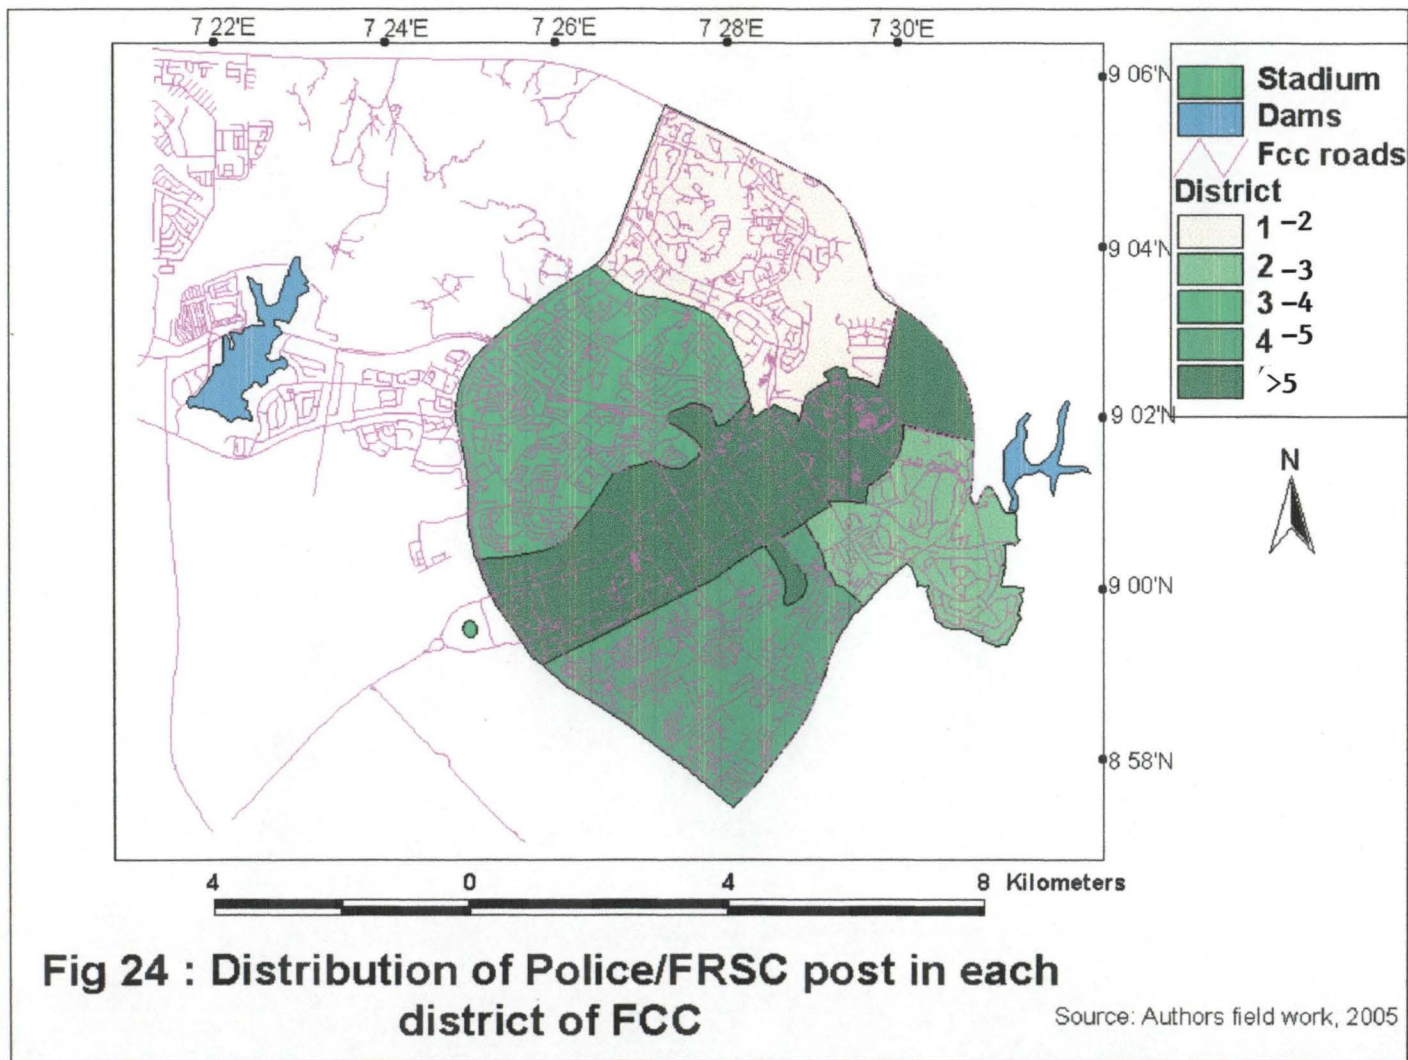 7 22'E 7 24'E 7 26'E 7 28'E 7 30'E
9 06'N
9 04'N
9 02'N
9 00'N
8 58'N
Stadium
Dams
Fcc roads
District
1 -2
2 -3
3 -4
4 -5
'>5
N
4 0 4 8 Kilometers
Fig 24 : Distribution of Police/FRSC post in each
district of FCC
Source: Authors field work, 2005